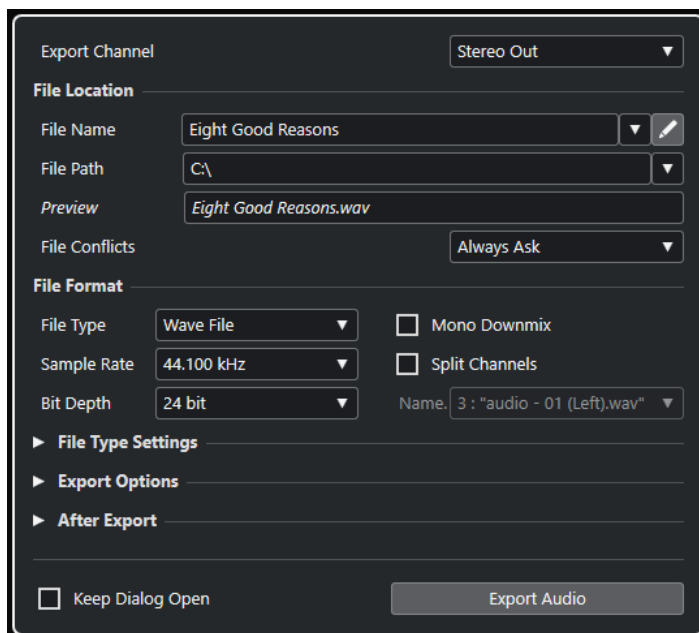 Export Channel Stereo Out
File Location
File Name Eight Good Reasons
File Path C:\
Preview Eight Good Reasons.wav
File Conflicts Always Ask
File Format
File Type Wave File Mono Downmix
Sample Rate 44.100 kHz Split Channels
Bit Depth 24 bit Name. 3 : "audio - 01 (Left).wav"
File Type Settings
Export Options
After Export
Keep Dialog Open Export Audio